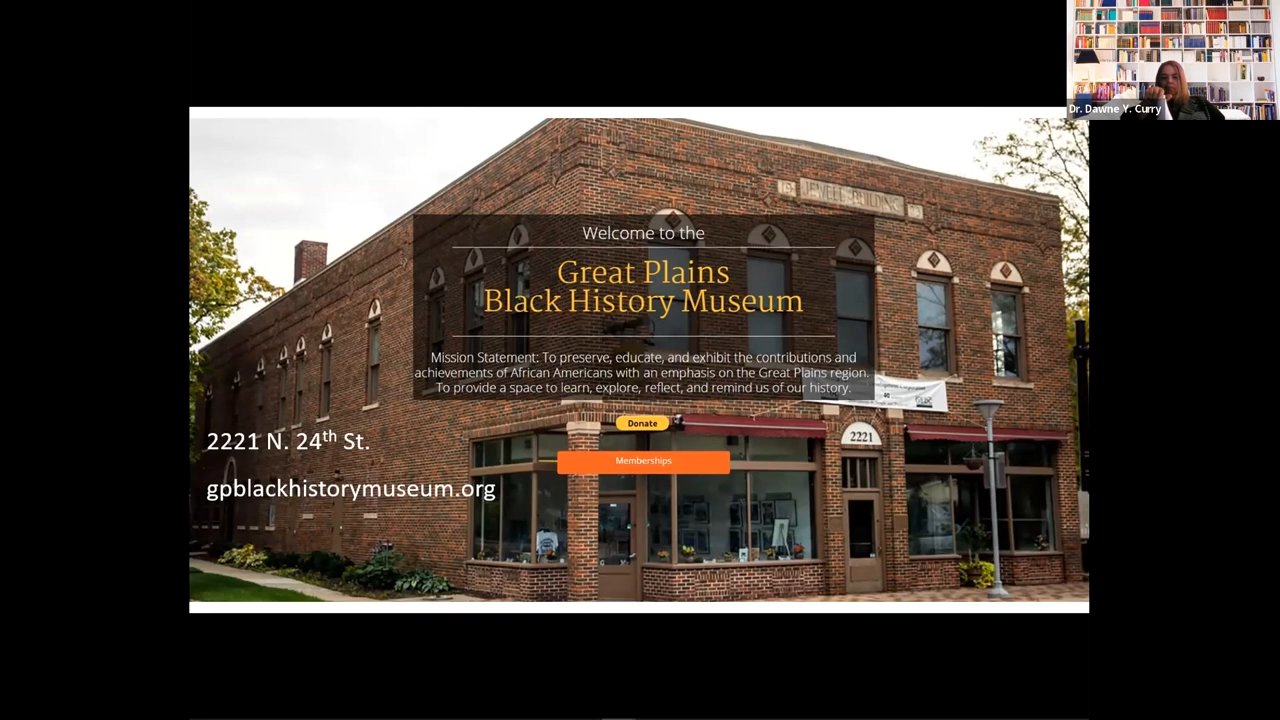 Dr. Dawne Y. Curry
JEWELL BUILDING
Welcome to the
Great Plains
Black History Museum
Mission Statement: To preserve, educate, and exhibit the contributions and
achievements of African Americans with an emphasis on the Great Plains region.
To provide a space to learn, explore, reflect, and remind us of our history.
Donate
2221
2221 N. 24th St.
Memberships
gpblackhistorymuseum.org